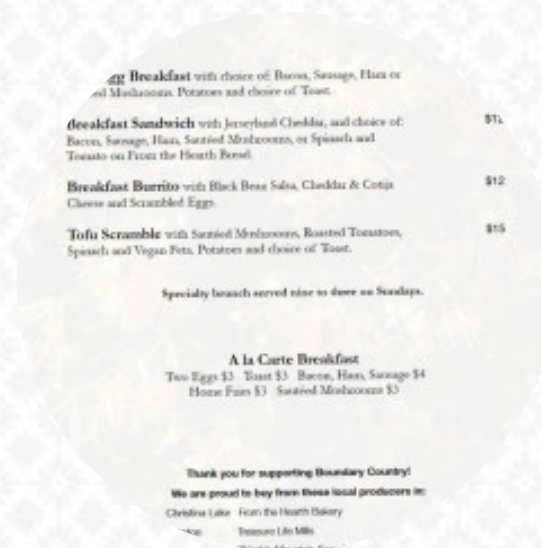 Breakfast with choice of: Bacon, Sausage, Ham or
Mushrooms. Potatoes and choice of Toast.
Breakfast Sandwich with Jerseyland Cheddar, and choice of:
Bacon, Sausage, Ham, Sautéed Mushrooms, or Spinach and
Tomato on From the Hearth Bread.
Breakfast Burrito with Black Bean Salsa, Cheddar & Cotija $12
Cheese and Scrambled Eggs.
Tofu Scramble with Sautéed Mushrooms, Roasted Tomatoes, $15
Spinach and Vegan Feta. Potatoes and choice of Toast.
Specialty brunch served nine to three on Sundays.
A la Carte Breakfast
Two Eggs $3 Toast $3 Bacon, Ham, Sausage $4
Home Fries $3 Sautéed Mushrooms $3
Thank you for supporting Boundary Country!
We are proud to buy from these local producers in:
Christina Lake From the Hearth Bakery
Treasure Life Mills